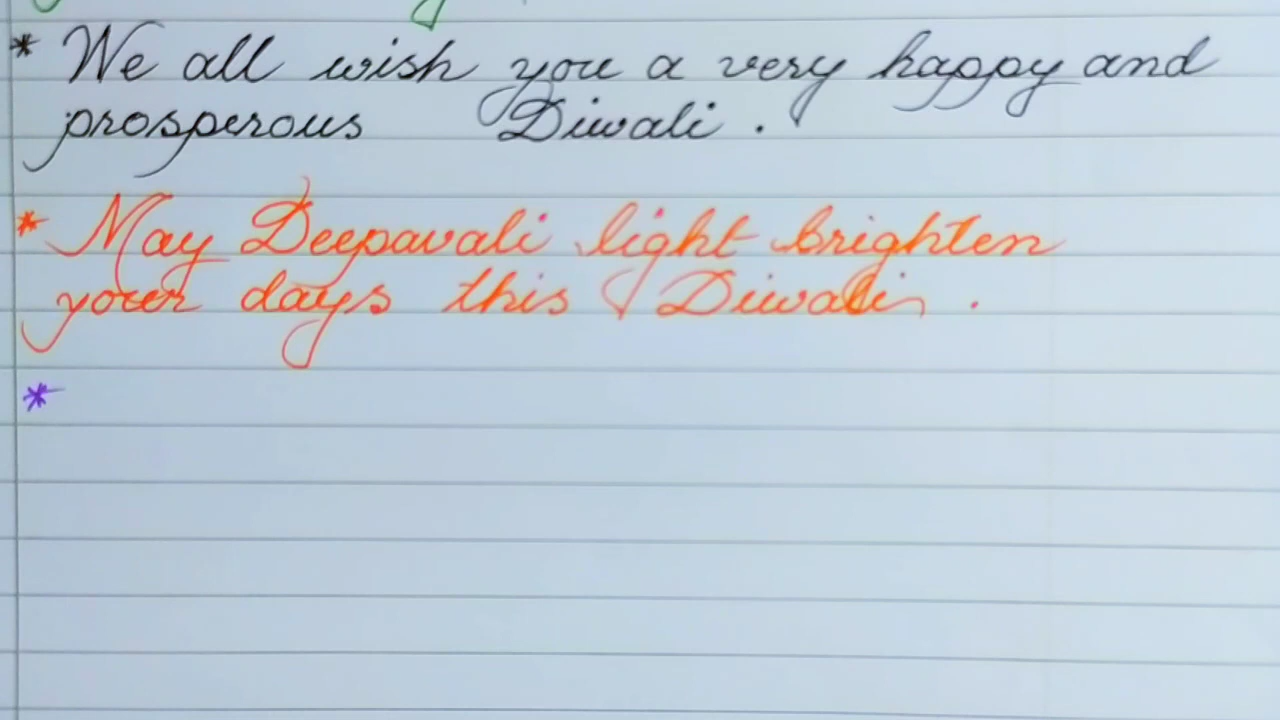 * We all wish you a very happy and
prosperous Diwali .
* May Deepavali light brighten
your days this Diwali .
*